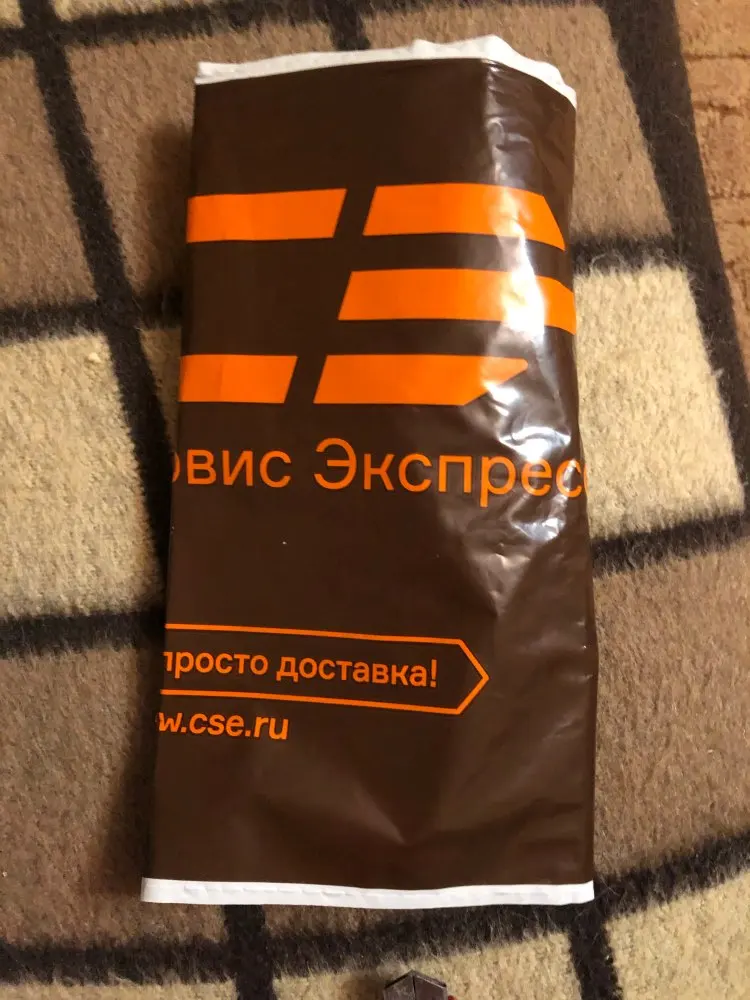 рвис Экспресс
просто доставка!
w.cse.ru